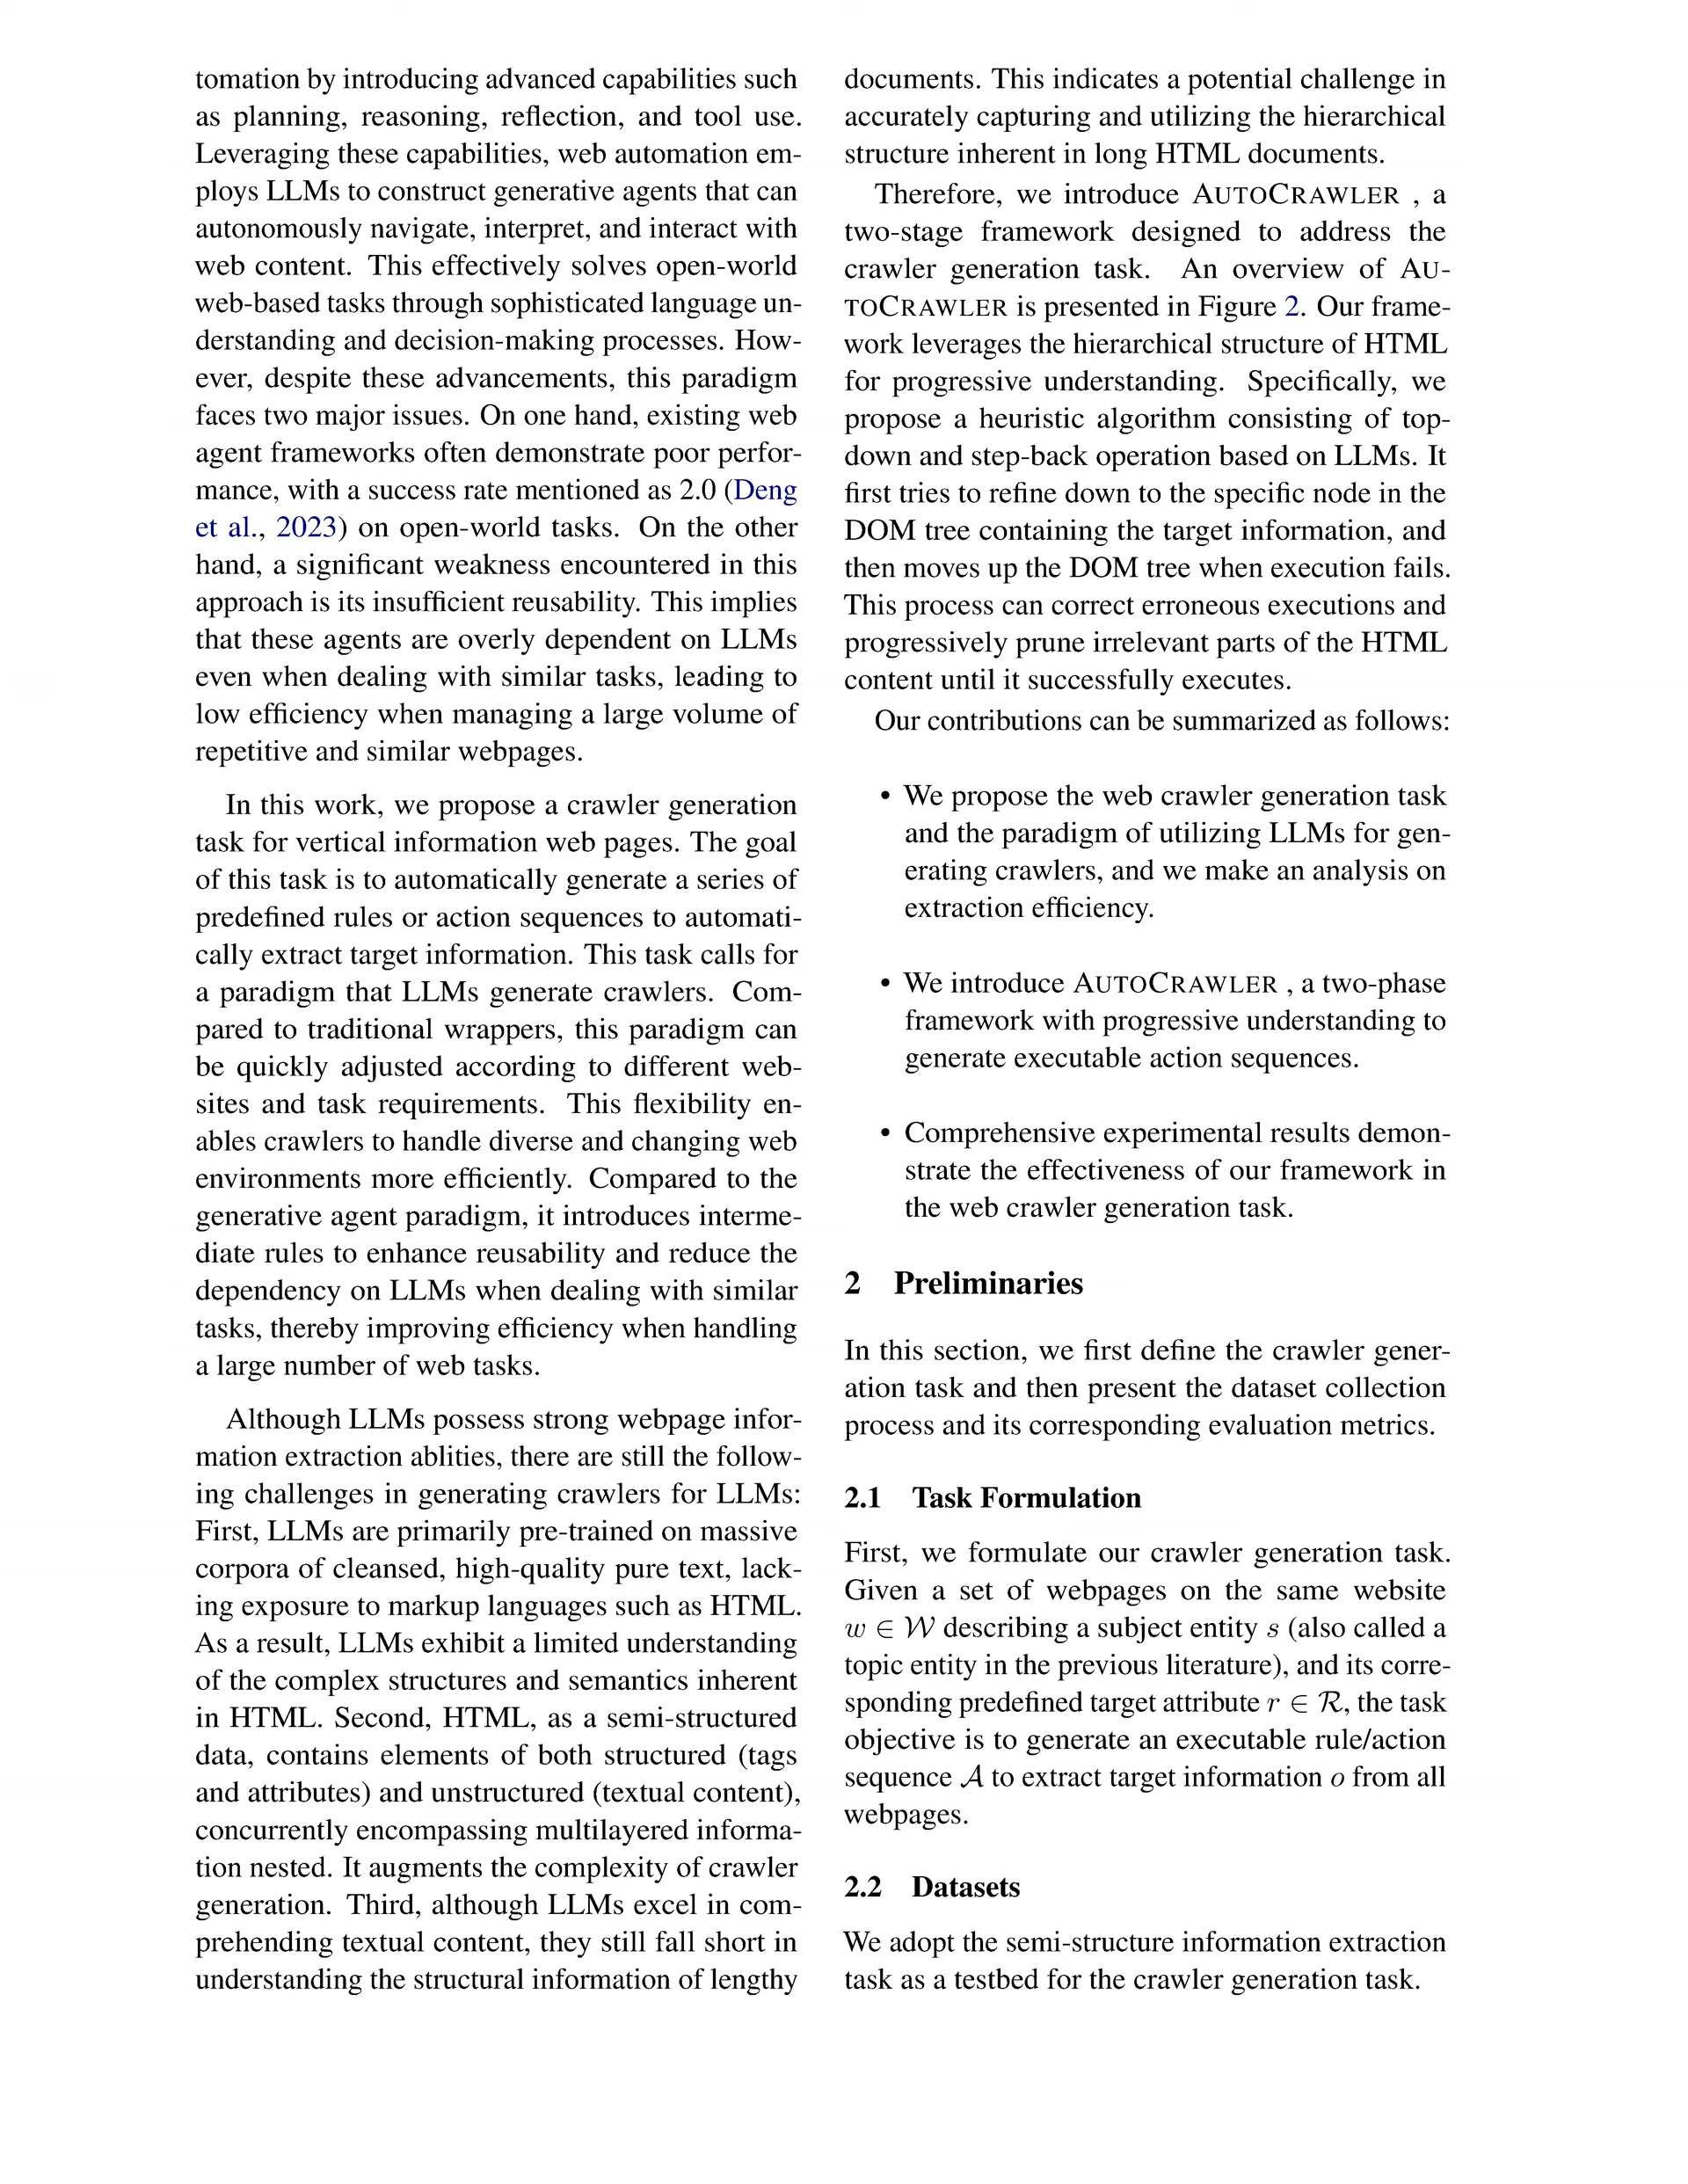 tomation by introducing advanced capabilities such
as planning, reasoning, reflection, and tool use.
Leveraging these capabilities, web automation em-
ploys LLMs to construct generative agents that can
autonomously navigate, interpret, and interact with
web content. This effectively solves open-world
web-based tasks through sophisticated language un-
derstanding and decision-making processes. How-
ever, despite these advancements, this paradigm
faces two major issues. On one hand, existing web
agent frameworks often demonstrate poor perfor-
mance, with a success rate mentioned as 2.0 (Deng
et al., 2023) on open-world tasks. On the other
hand, a significant weakness encountered in this
approach is its insufficient reusability. This implies
that these agents are overly dependent on LLMs
even when dealing with similar tasks, leading to
low efficiency when managing a large volume of
repetitive and similar webpages.
In this work, we propose a crawler generation
task for vertical information web pages. The goal
of this task is to automatically generate a series of
predefined rules or action sequences to automati-
cally extract target information. This task calls for
a paradigm that LLMs generate crawlers. Com-
pared to traditional wrappers, this paradigm can
be quickly adjusted according to different web-
sites and task requirements. This flexibility en-
ables crawlers to handle diverse and changing web
environments more efficiently. Compared to the
generative agent paradigm, it introduces interme-
diate rules to enhance reusability and reduce the
dependency on LLMs when dealing with similar
tasks, thereby improving efficiency when handling
a large number of web tasks.
Although LLMs possess strong webpage infor-
mation extraction ablities, there are still the follow-
ing challenges in generating crawlers for LLMs:
First, LLMs are primarily pre-trained on massive
corpora of cleansed, high-quality pure text, lack-
ing exposure to markup languages such as HTML.
As a result, LLMs exhibit a limited understanding
of the complex structures and semantics inherent
in HTML. Second, HTML, as a semi-structured
data, contains elements of both structured (tags
and attributes) and unstructured (textual content),
concurrently encompassing multilayered informa-
tion nested. It augments the complexity of crawler
generation. Third, although LLMs excel in com-
prehending textual content, they still fall short in
understanding the structural information of lengthy
documents. This indicates a potential challenge in
accurately capturing and utilizing the hierarchical
structure inherent in long HTML documents.
Therefore, we introduce AUTOCRAWLER , a
two-stage framework designed to address the
crawler generation task. An overview of AU-
TOCRAWLER is presented in Figure 2. Our frame-
work leverages the hierarchical structure of HTML
for progressive understanding. Specifically, we
propose a heuristic algorithm consisting of top-
down and step-back operation based on LLMs. It
first tries to refine down to the specific node in the
DOM tree containing the target information, and
then moves up the DOM tree when execution fails.
This process can correct erroneous executions and
progressively prune irrelevant parts of the HTML
content until it successfully executes.
Our contributions can be summarized as follows:
• We propose the web crawler generation task
and the paradigm of utilizing LLMs for gen-
erating crawlers, and we make an analysis on
extraction efficiency.
• We introduce AUTOCRAWLER , a two-phase
framework with progressive understanding to
generate executable action sequences.
• Comprehensive experimental results demon-
strate the effectiveness of our framework in
the web crawler generation task.
2 Preliminaries
In this section, we first define the crawler gener-
ation task and then present the dataset collection
process and its corresponding evaluation metrics.
2.1 Task Formulation
First, we formulate our crawler generation task.
Given a set of webpages on the same website
w ∈ 𝒲 describing a subject entity s (also called a
topic entity in the previous literature), and its corre-
sponding predefined target attribute r ∈ ℛ, the task
objective is to generate an executable rule/action
sequence 𝒜 to extract target information o from all
webpages.
2.2 Datasets
We adopt the semi-structure information extraction
task as a testbed for the crawler generation task.